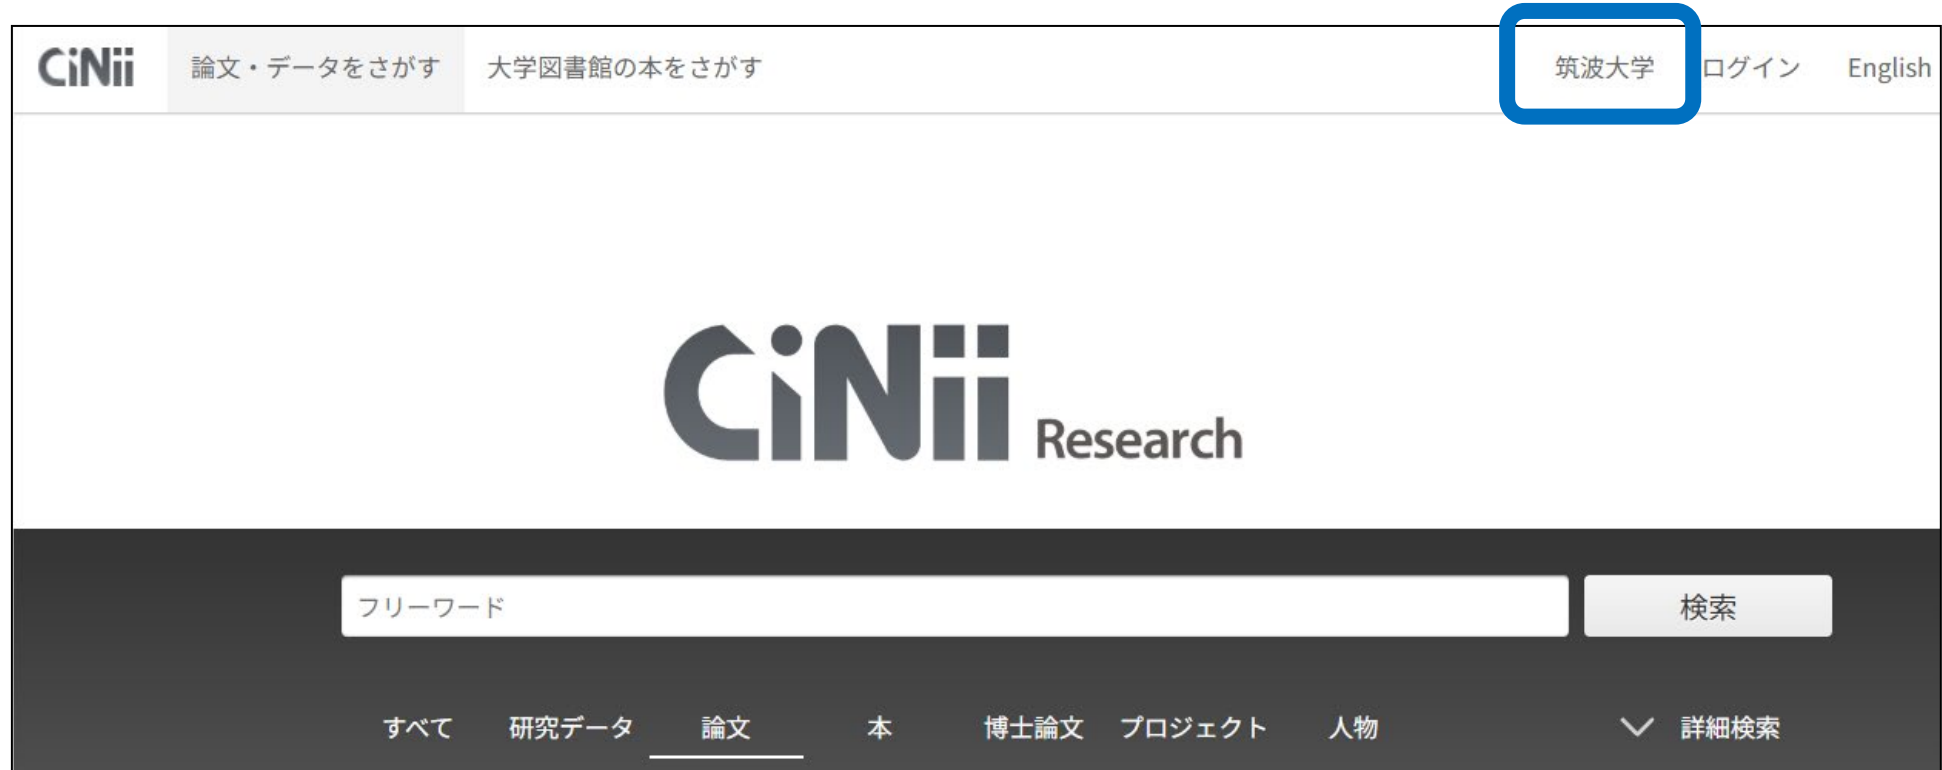 CiNii 論文・データをさがす 大学図書館の本をさがす 筑波大学 ログイン English
CiNii Research
フリーワード 検索
すべて 研究データ 論文 本 博士論文 プロジェクト 人物 詳細検索